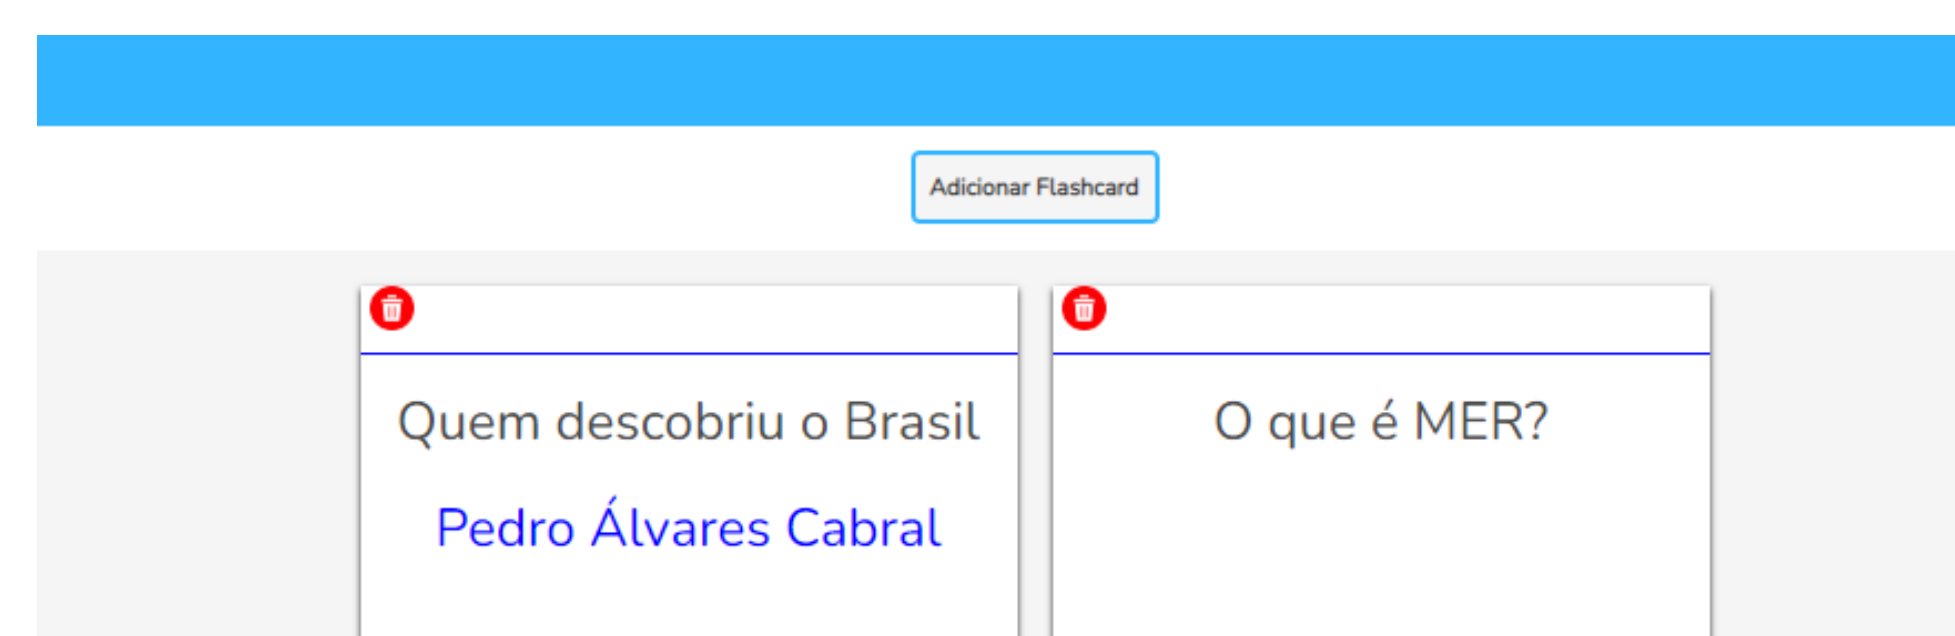 Adicionar Flashcard
Quem descobriu o Brasil
Pedro Álvares Cabral
O que é MER?